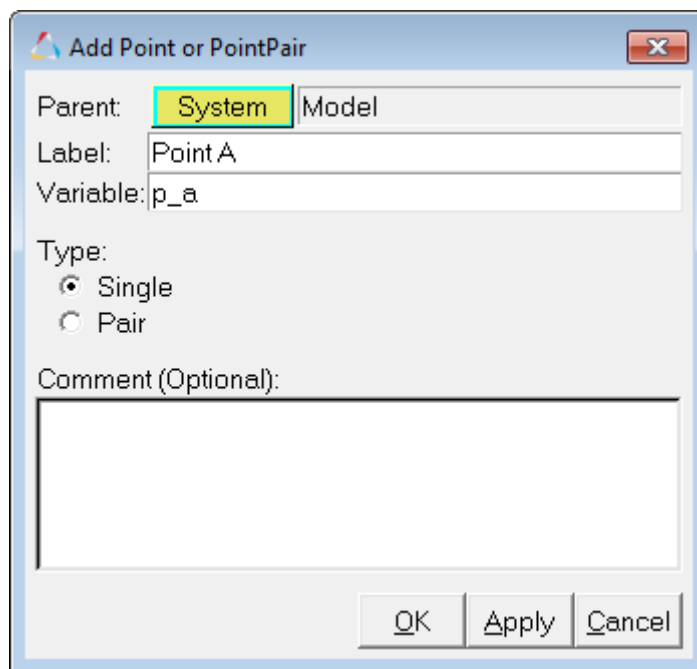 Add Point or PointPair
Parent: System Model
Label: Point A
Variable: p_a
Type:
Single
Pair
Comment (Optional):
OK Apply Cancel